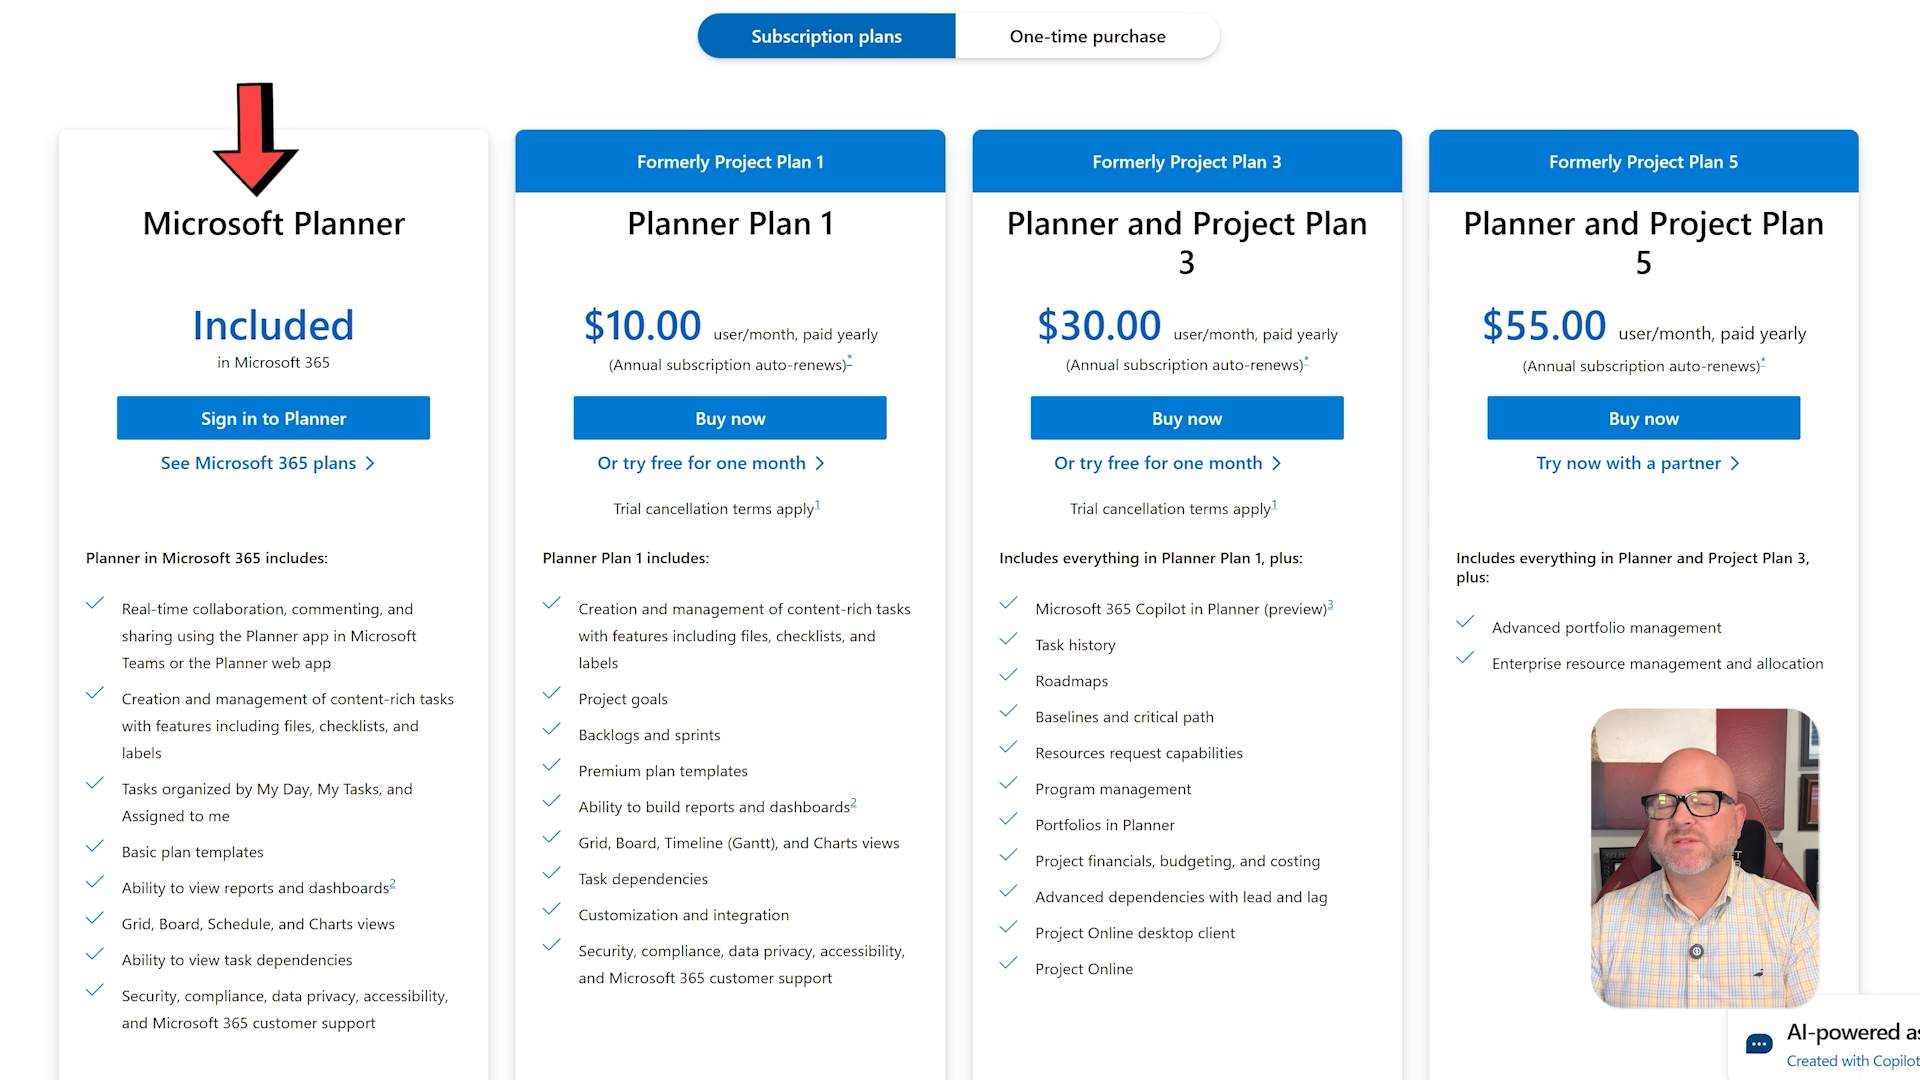 Subscription plans
One-time purchase
Microsoft Planner
Included
in Microsoft 365
Sign in to Planner
See Microsoft 365 plans
Planner in Microsoft 365 includes:
Real-time collaboration, commenting, and
sharing using the Planner app in Microsoft
Teams or the Planner web app
Creation and management of content-rich tasks
with features including files, checklists, and
labels
Tasks organized by My Day, My Tasks, and
Assigned to me
Basic plan templates
Ability to view reports and dashboards2
Grid, Board, Schedule, and Charts views
Ability to view task dependencies
Security, compliance, data privacy, accessibility,
and Microsoft 365 customer support
Formerly Project Plan 1
Planner Plan 1
$10.00 user/month, paid yearly
(Annual subscription auto-renews)*
Buy now
Or try free for one month
Trial cancellation terms apply1
Planner Plan 1 includes:
Creation and management of content-rich tasks
with features including files, checklists, and
labels
Project goals
Backlogs and sprints
Premium plan templates
Ability to build reports and dashboards2
Grid, Board, Timeline (Gantt), and Charts views
Task dependencies
Customization and integration
Security, compliance, data privacy, accessibility,
and Microsoft 365 customer support
Formerly Project Plan 3
Planner and Project Plan
3
$30.00 user/month, paid yearly
(Annual subscription auto-renews)*
Buy now
Or try free for one month
Trial cancellation terms apply1
Includes everything in Planner Plan 1, plus:
Microsoft 365 Copilot in Planner (preview)3
Task history
Roadmaps
Baselines and critical path
Resources request capabilities
Program management
Portfolios in Planner
Project financials, budgeting, and costing
Advanced dependencies with lead and lag
Project Online desktop client
Project Online
Formerly Project Plan 5
Planner and Project Plan
5
$55.00 user/month, paid yearly
(Annual subscription auto-renews)*
Buy now
Try now with a partner
Includes everything in Planner and Project Plan 3,
plus:
Advanced portfolio management
Enterprise resource management and allocation
AI-powered as
Created with Copilot